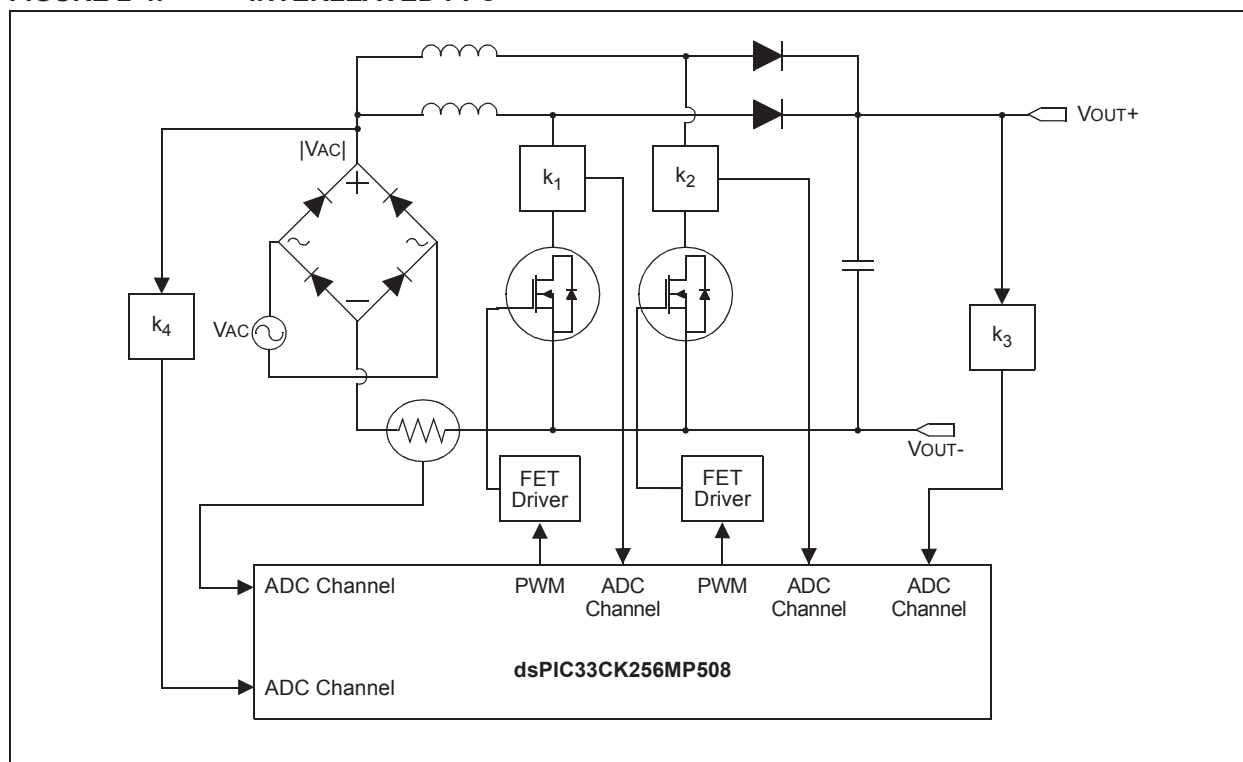 |VAC|
VOUT+
k1
k2
k4
VAC
k3
VOUT-
FET
Driver
FET
Driver
ADC Channel
PWM
ADC
Channel
PWM
ADC
Channel
ADC
Channel
dsPIC33CK256MP508
ADC Channel